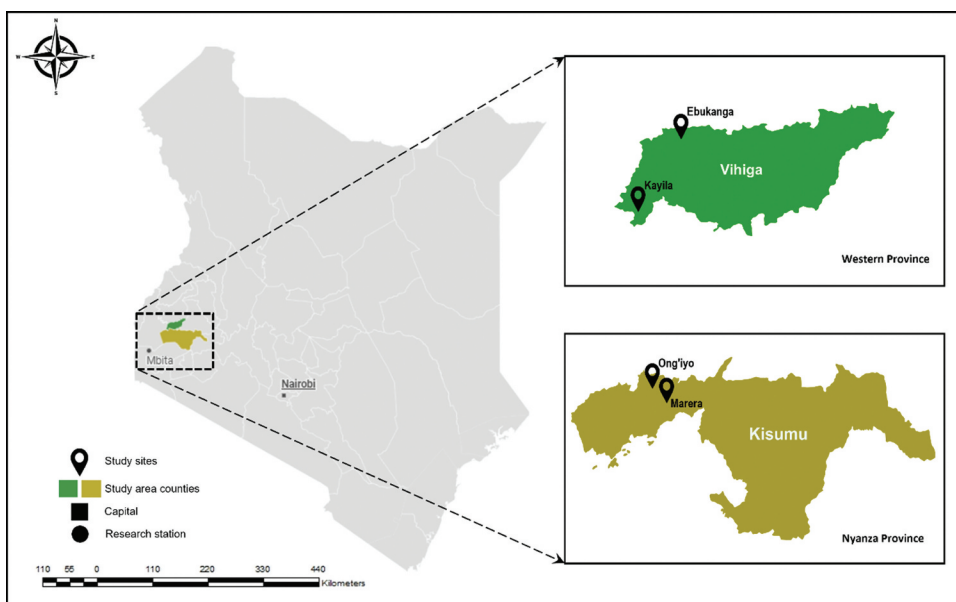 N
W
E
S
Ebukanga
Vihiga
Kayila
Western Province
Mbita
Nairobi
Ong'iyo
Marera
Kisumu
Nyanza Province
Study sites
Study area counties
Capital
Research station
110 55 0 110 220 330 440
Kilometers